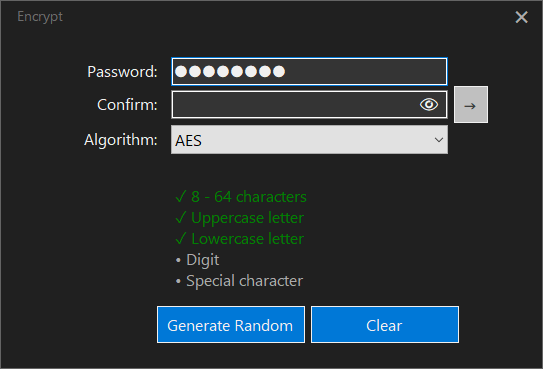 Encrypt
Password: ●●●●●●●●
Confirm:
→
Algorithm: AES
✓ 8 - 64 characters
✓ Uppercase letter
✓ Lowercase letter
• Digit
• Special character
Generate Random Clear